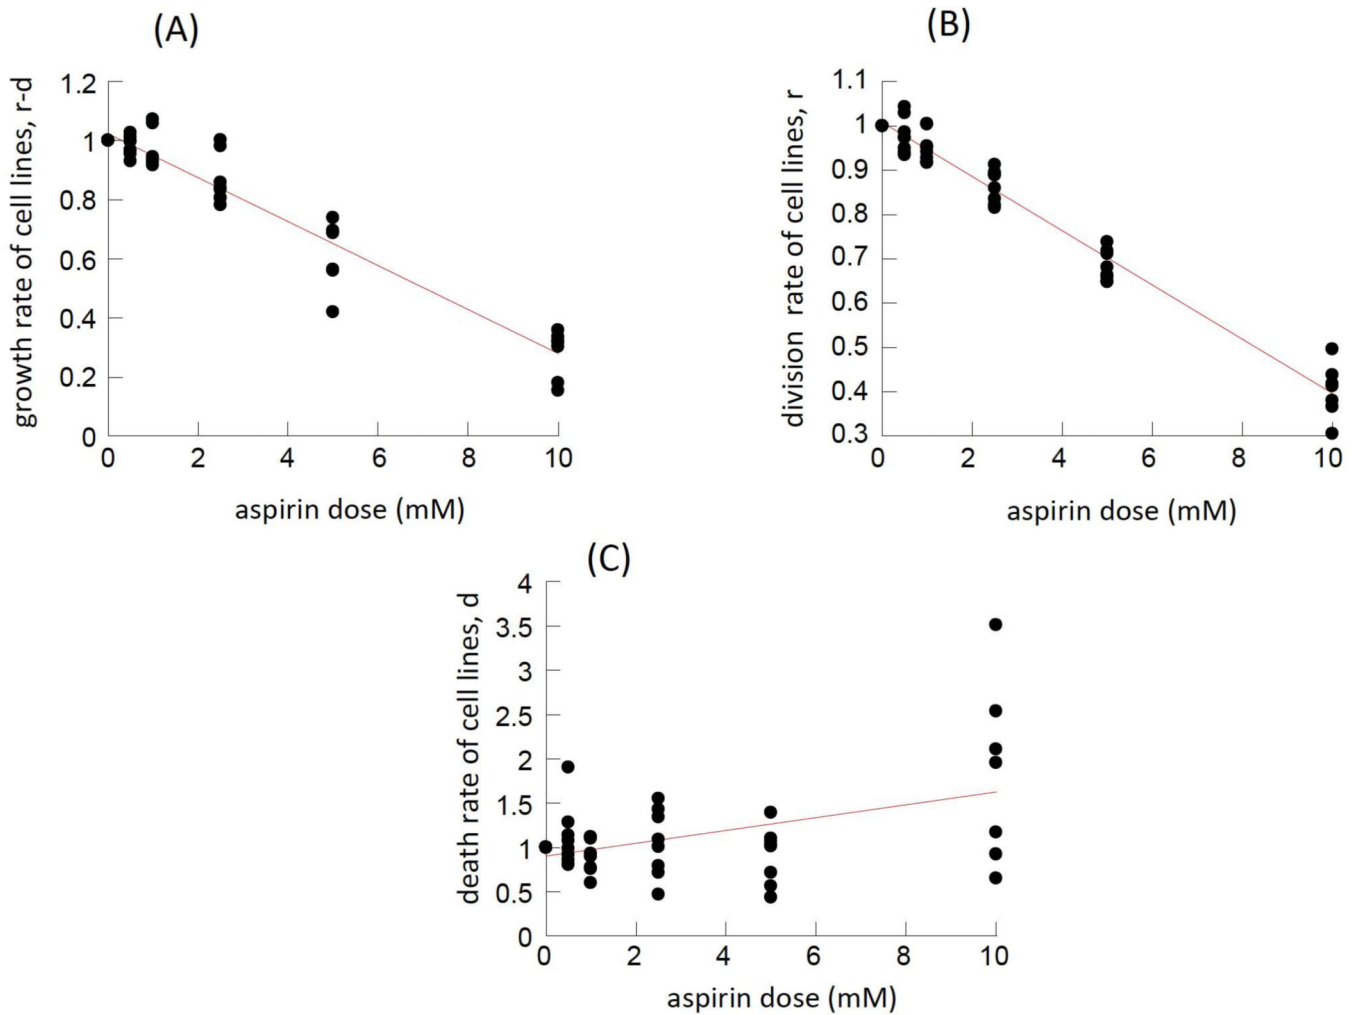 (A)
growth rate of cell lines, r-d
1.2
1
0.8
0.6
0.4
0.2
0
0 2 4 6 8 10
aspirin dose (mM)
(B)
division rate of cell lines, r
1.1
1
0.9
0.8
0.7
0.6
0.5
0.4
0.3
0 2 4 6 8 10
aspirin dose (mM)
(C)
death rate of cell lines, d
4
3.5
3
2.5
2
1.5
1
0.5
0
0 2 4 6 8 10
aspirin dose (mM)